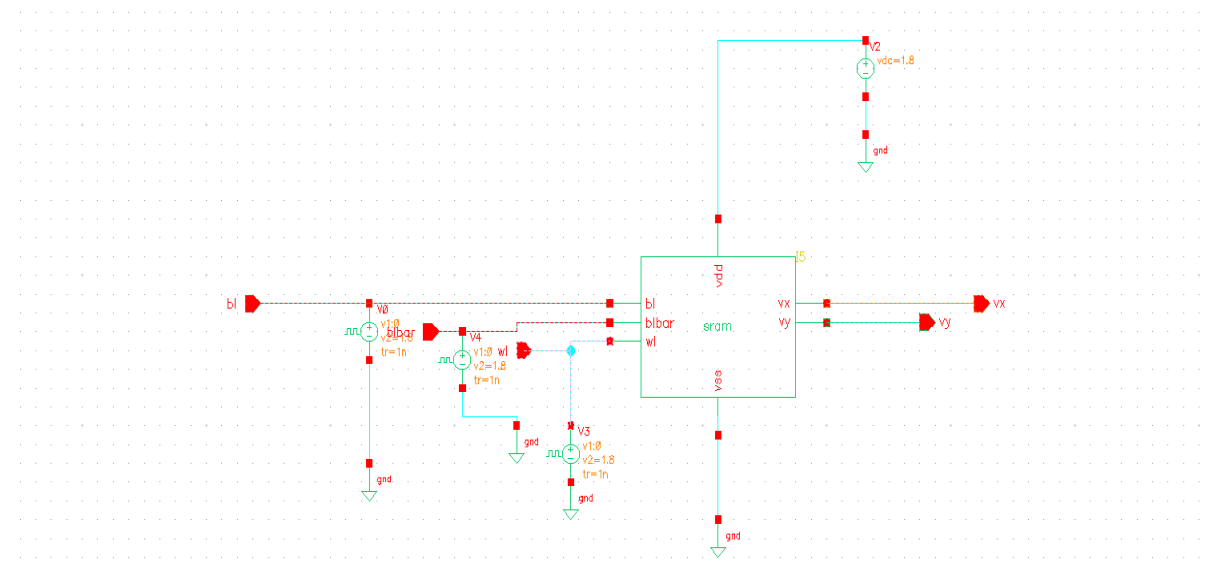 V2
vdc=1.8
gnd
I5
vdd
bl
V0
v1:0
v2=1.8
tr=1n
blbar
V4
v1:0
v2=1.8
tr=1n
wl
bl
blbar
wl
sram
vx
vy
vss
vx
vy
gnd
V3
v1:0
v2=1.8
tr=1n
gnd
gnd
gnd